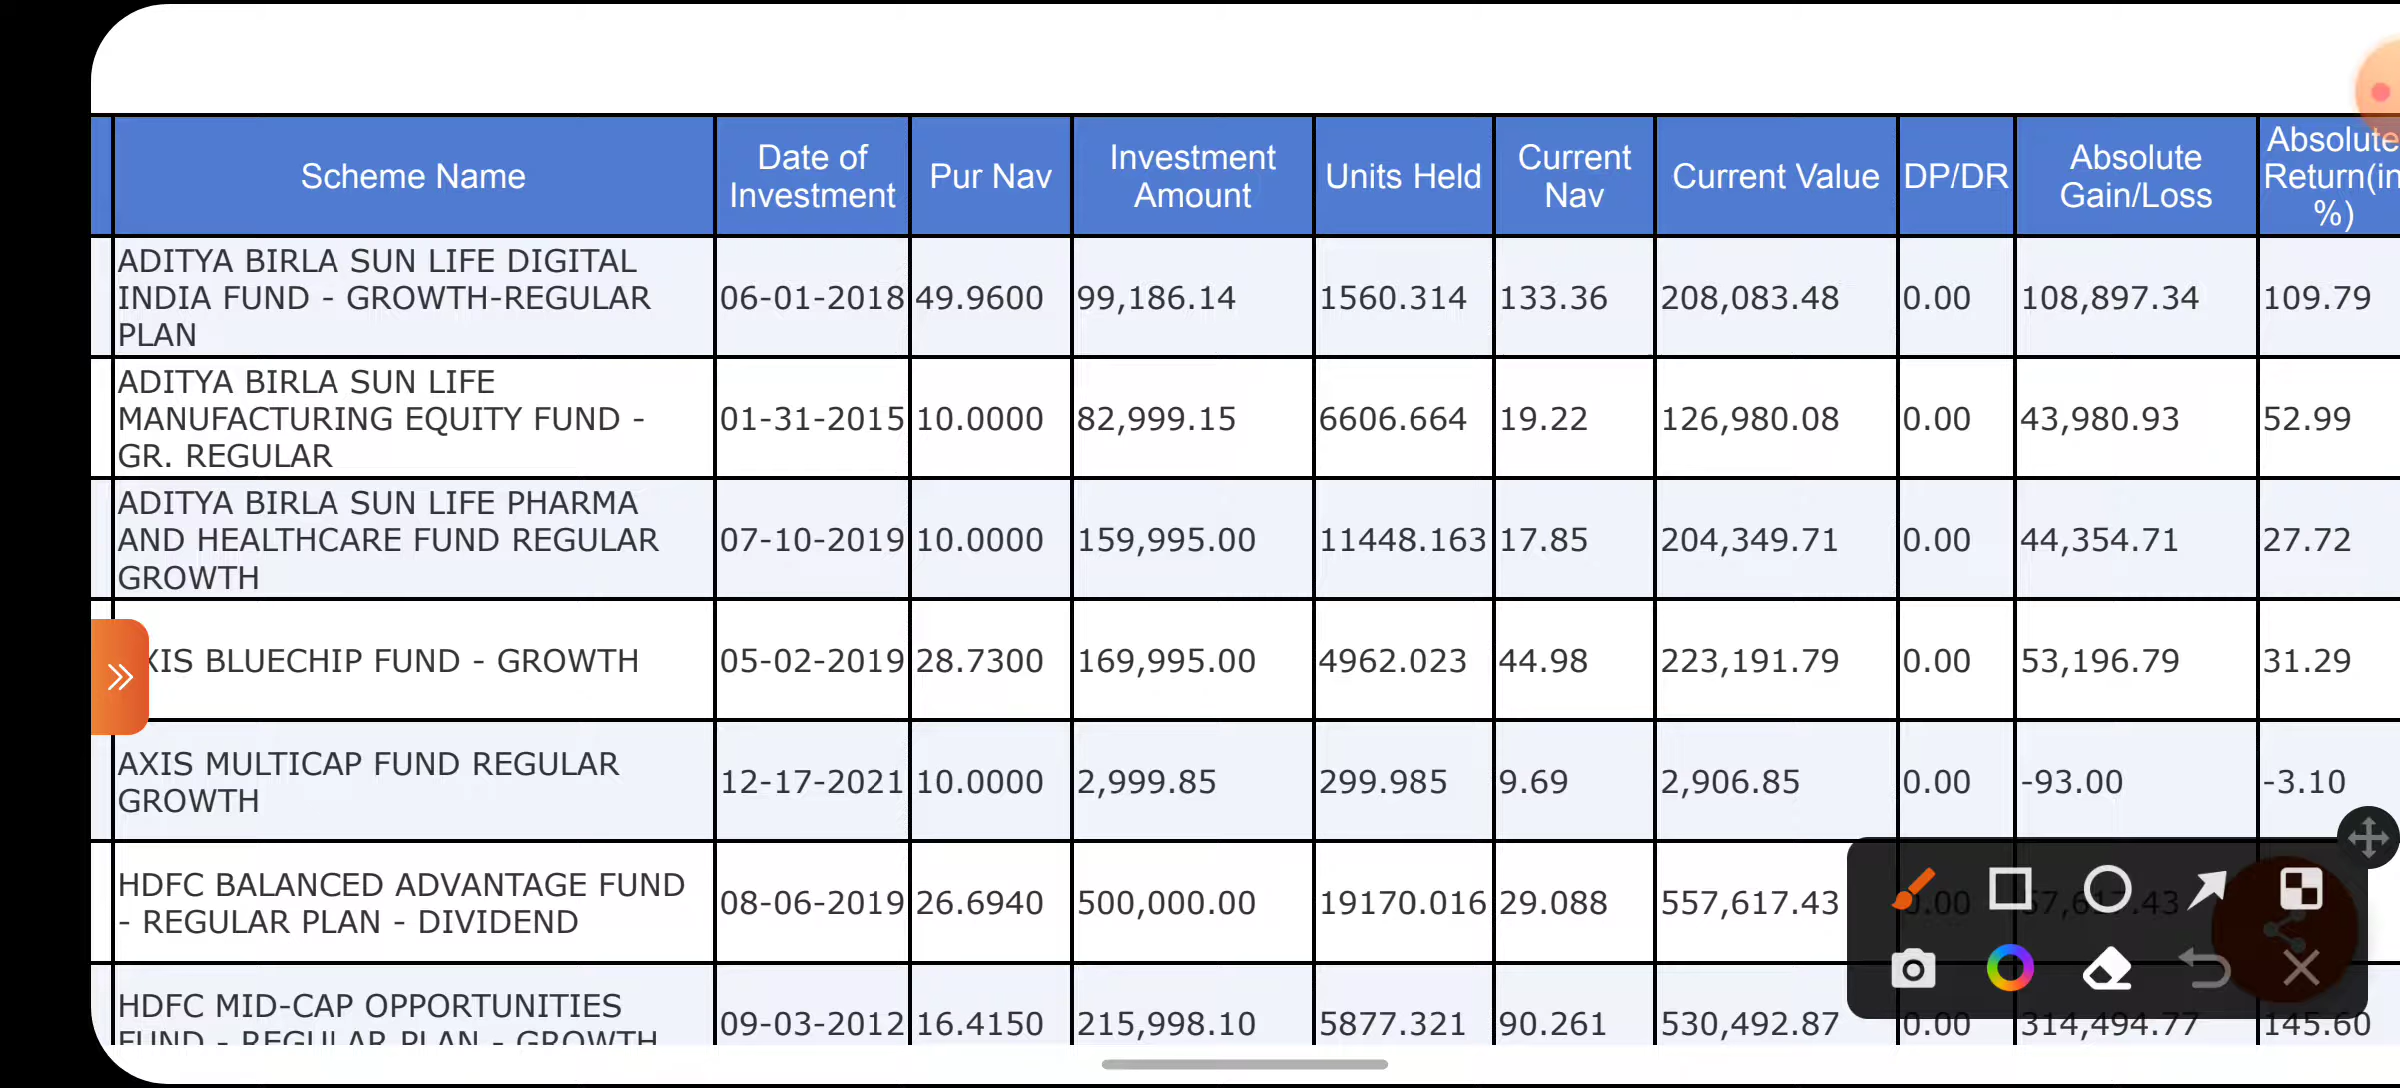 Scheme Name Date of Investment Pur Nav Investment Amount Units Held Current Nav Current Value DP/DR Absolute Gain/Loss Absolute Return(in %)
ADITYA BIRLA SUN LIFE DIGITAL
INDIA FUND - GROWTH-REGULAR
PLAN
06-01-2018 49.9600 99,186.14 1560.314 133.36 208,083.48 0.00 108,897.34 109.79
ADITYA BIRLA SUN LIFE
MANUFACTURING EQUITY FUND -
GR. REGULAR
01-31-2015 10.0000 82,999.15 6606.664 19.22 126,980.08 0.00 43,980.93 52.99
ADITYA BIRLA SUN LIFE PHARMA
AND HEALTHCARE FUND REGULAR
GROWTH
07-10-2019 10.0000 159,995.00 11448.163 17.85 204,349.71 0.00 44,354.71 27.72
XIS BLUECHIP FUND - GROWTH 05-02-2019 28.7300 169,995.00 4962.023 44.98 223,191.79 0.00 53,196.79 31.29
AXIS MULTICAP FUND REGULAR
GROWTH
12-17-2021 10.0000 2,999.85 299.985 9.69 2,906.85 0.00 -93.00 -3.10
HDFC BALANCED ADVANTAGE FUND
- REGULAR PLAN - DIVIDEND
08-06-2019 26.6940 500,000.00 19170.016 29.088 557,617.43
HDFC MID-CAP OPPORTUNITIES
FUND - REGULAR PLAN - GROWTH
09-03-2012 16.4150 215,998.10 5877.321 90.261 530,492.87 0.00 314,494.77 145.60